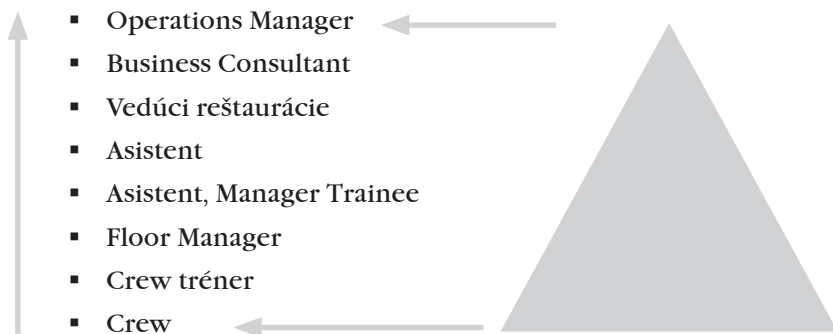 ▪ Operations Manager
▪ Business Consultant
▪ Vedúci reštaurácie
▪ Asistent
▪ Asistent, Manager Trainee
▪ Floor Manager
▪ Crew tréner
▪ Crew